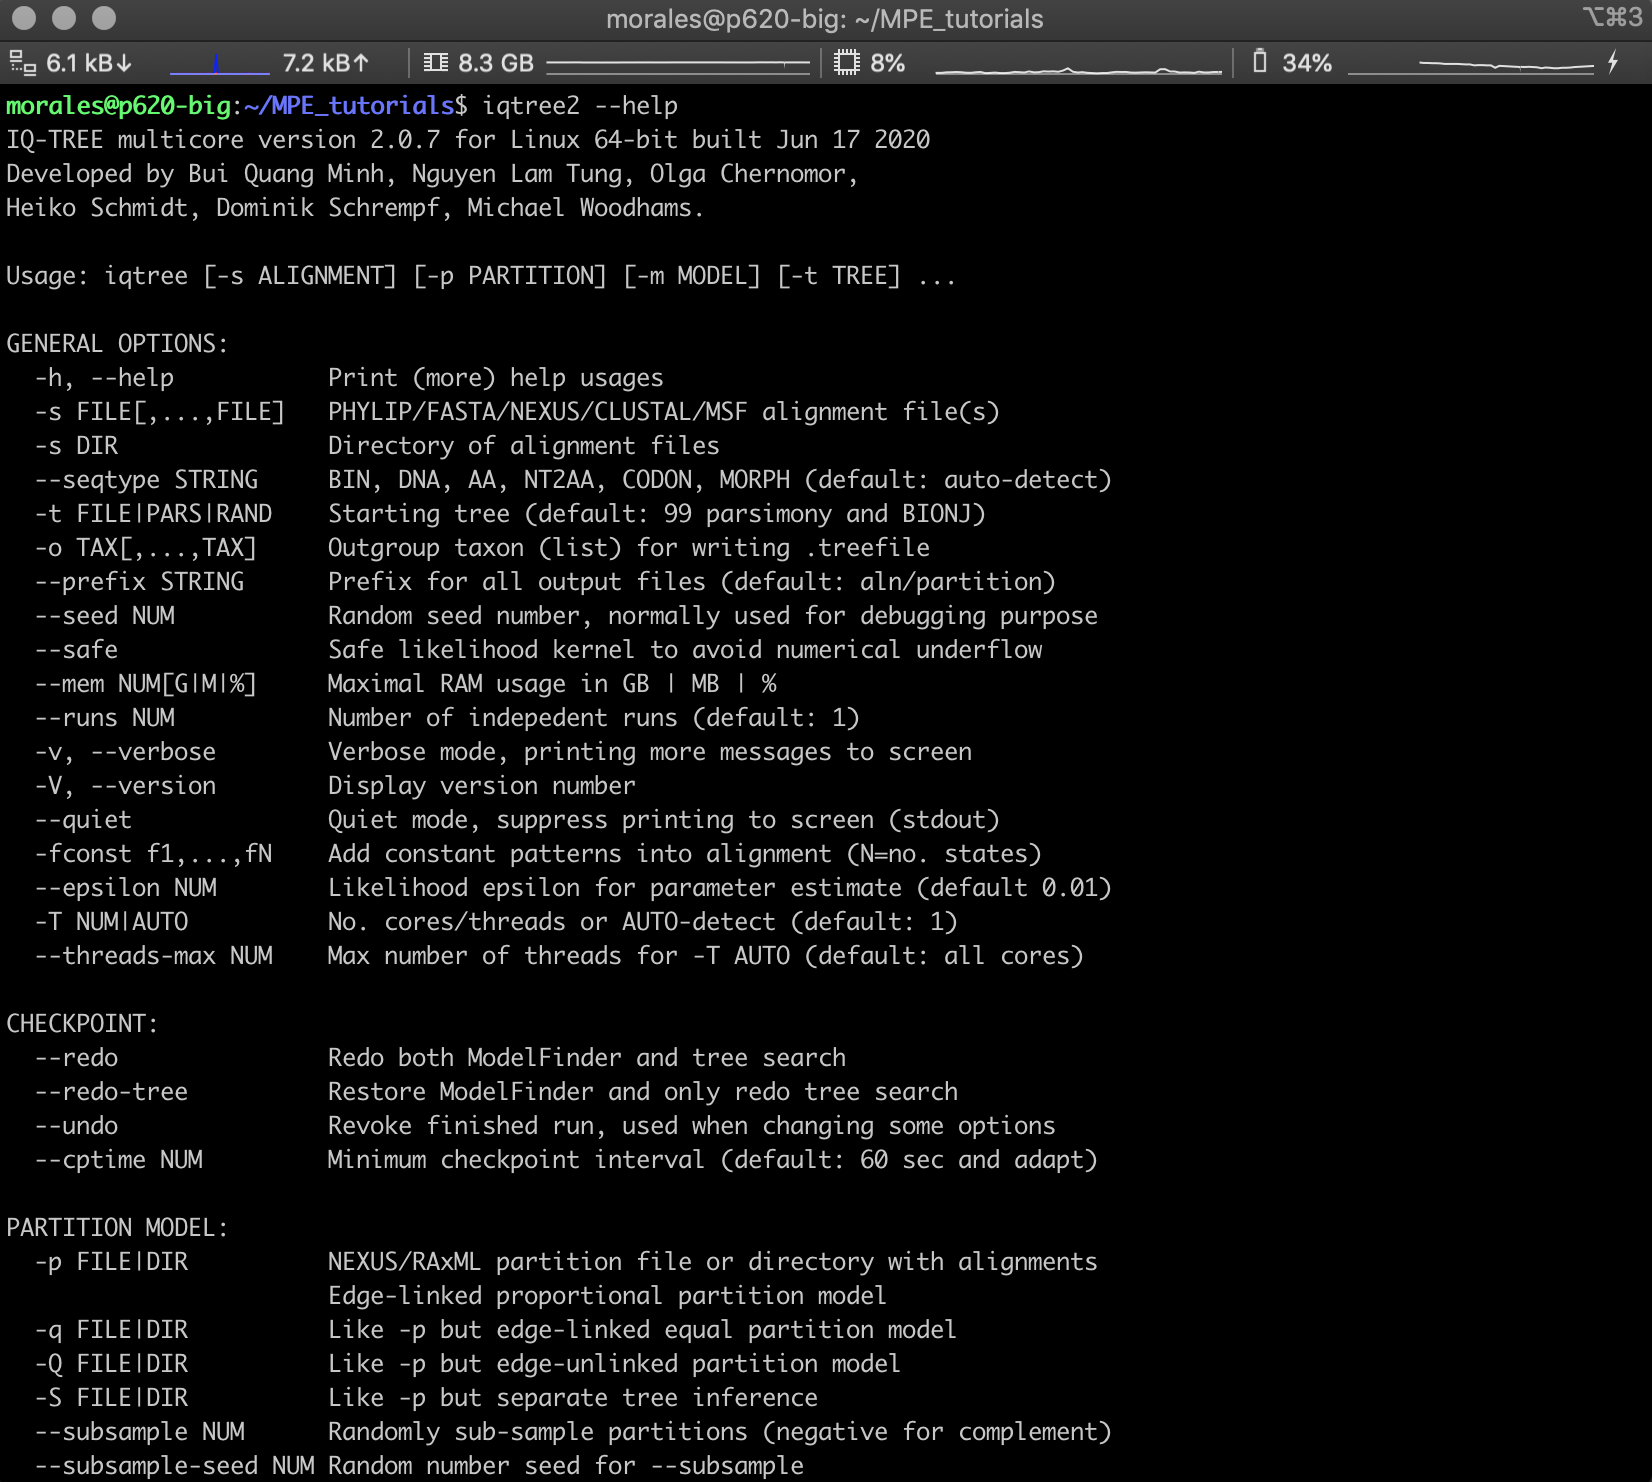 morales@p620-big: ~/MPE_tutorials ⌥⌘3
6.1 kB↓ 7.2 kB↑ 8.3 GB 8% 34%
morales@p620-big:~/MPE_tutorials$ iqtree2 --help
IQ-TREE multicore version 2.0.7 for Linux 64-bit built Jun 17 2020
Developed by Bui Quang Minh, Nguyen Lam Tung, Olga Chernomor,
Heiko Schmidt, Dominik Schrempf, Michael Woodhams.

Usage: iqtree [-s ALIGNMENT] [-p PARTITION] [-m MODEL] [-t TREE] ...

GENERAL OPTIONS:
  -h, --help           Print (more) help usages
  -s FILE[,...,FILE]   PHYLIP/FASTA/NEXUS/CLUSTAL/MSF alignment file(s)
  -s DIR               Directory of alignment files
  --seqtype STRING     BIN, DNA, AA, NT2AA, CODON, MORPH (default: auto-detect)
  -t FILE|PARS|RAND    Starting tree (default: 99 parsimony and BIONJ)
  -o TAX[,...,TAX]     Outgroup taxon (list) for writing .treefile
  --prefix STRING      Prefix for all output files (default: aln/partition)
  --seed NUM           Random seed number, normally used for debugging purpose
  --safe               Safe likelihood kernel to avoid numerical underflow
  --mem NUM[G|M|%]     Maximal RAM usage in GB | MB | %
  --runs NUM           Number of indepedent runs (default: 1)
  -v, --verbose        Verbose mode, printing more messages to screen
  -V, --version        Display version number
  --quiet              Quiet mode, suppress printing to screen (stdout)
  -fconst f1,...,fN    Add constant patterns into alignment (N=no. states)
  --epsilon NUM        Likelihood epsilon for parameter estimate (default 0.01)
  -T NUM|AUTO          No. cores/threads or AUTO-detect (default: 1)
  --threads-max NUM    Max number of threads for -T AUTO (default: all cores)

CHECKPOINT:
  --redo               Redo both ModelFinder and tree search
  --redo-tree          Restore ModelFinder and only redo tree search
  --undo               Revoke finished run, used when changing some options
  --cptime NUM         Minimum checkpoint interval (default: 60 sec and adapt)

PARTITION MODEL:
  -p FILE|DIR          NEXUS/RAxML partition file or directory with alignments
                       Edge-linked proportional partition model
  -q FILE|DIR          Like -p but edge-linked equal partition model
  -Q FILE|DIR          Like -p but edge-unlinked partition model
  -S FILE|DIR          Like -p but separate tree inference
  --subsample NUM      Randomly sub-sample partitions (negative for complement)
  --subsample-seed NUM Random number seed for --subsample